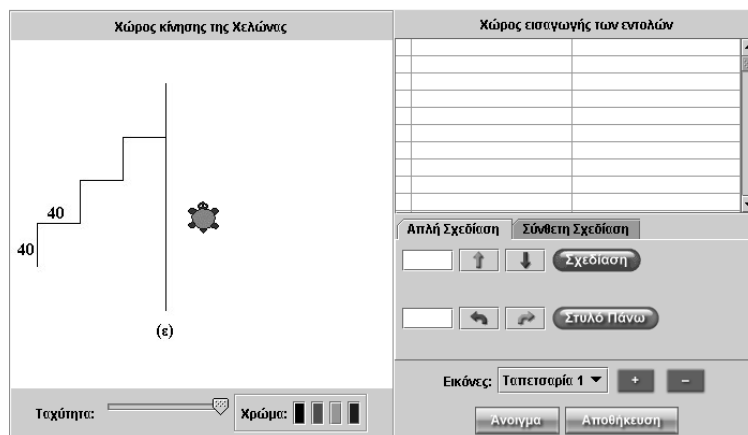 Χώρος κίνησης της Χελώνας
Χώρος εισαγωγής των εντολών
40
40
(ε)
Απλή Σχεδίαση
Σύνθετη Σχεδίαση
Σχεδίαση
Στυλό Πάνω
Εικόνες: Ταπετσαρία 1
+
-
Ταχύτητα:
Χρώμα:
Άνοιγμα
Αποθήκευση